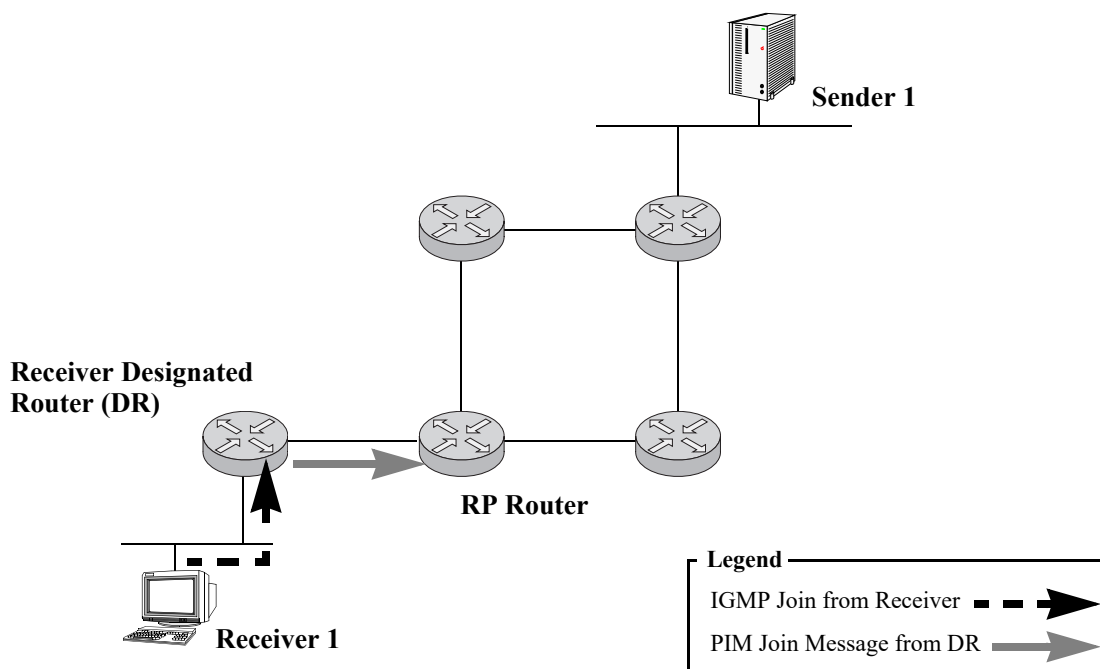 Sender 1
Receiver Designated
Router (DR)
RP Router
Receiver 1
Legend
IGMP Join from Receiver
PIM Join Message from DR